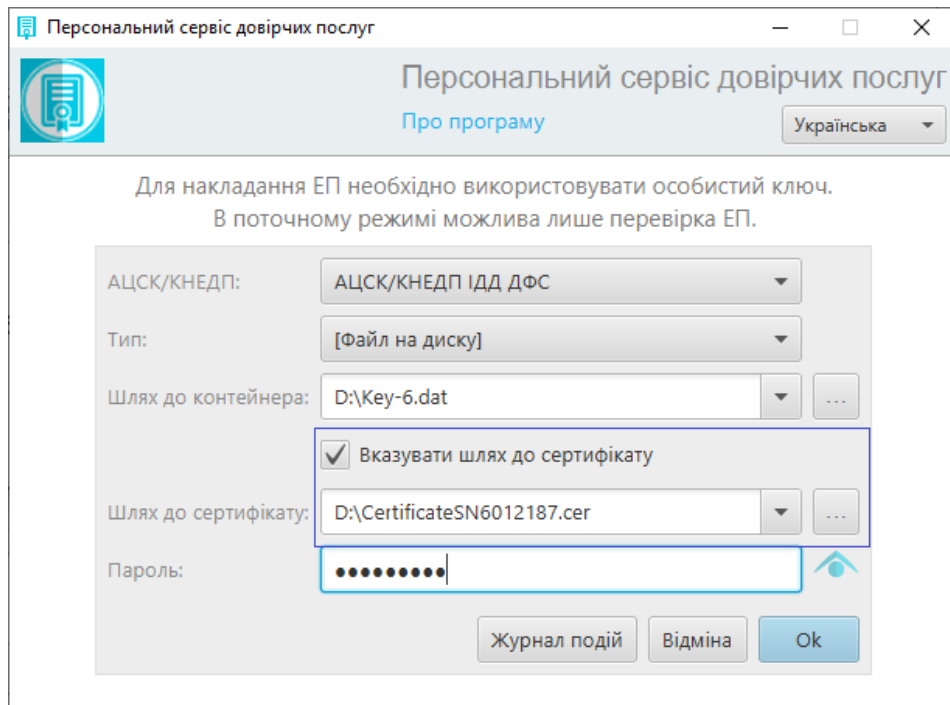 Персональний сервіс довірчих послуг
Персональний сервіс довірчих послуг
Про програму
Українська
Для накладання ЕП необхідно використовувати особистий ключ.
В поточному режимі можлива лише перевірка ЕП.
АЦСК/КНЕДП: АЦСК/КНЕДП ІДД ДФС
Тип: [Файл на диску]
Шлях до контейнера: D:\Key-6.dat ...
Вказувати шлях до сертифікату
Шлях до сертифікату: D:\CertificateSN6012187.cer ...
Пароль: •••••••••
Журнал подій Відміна Ok